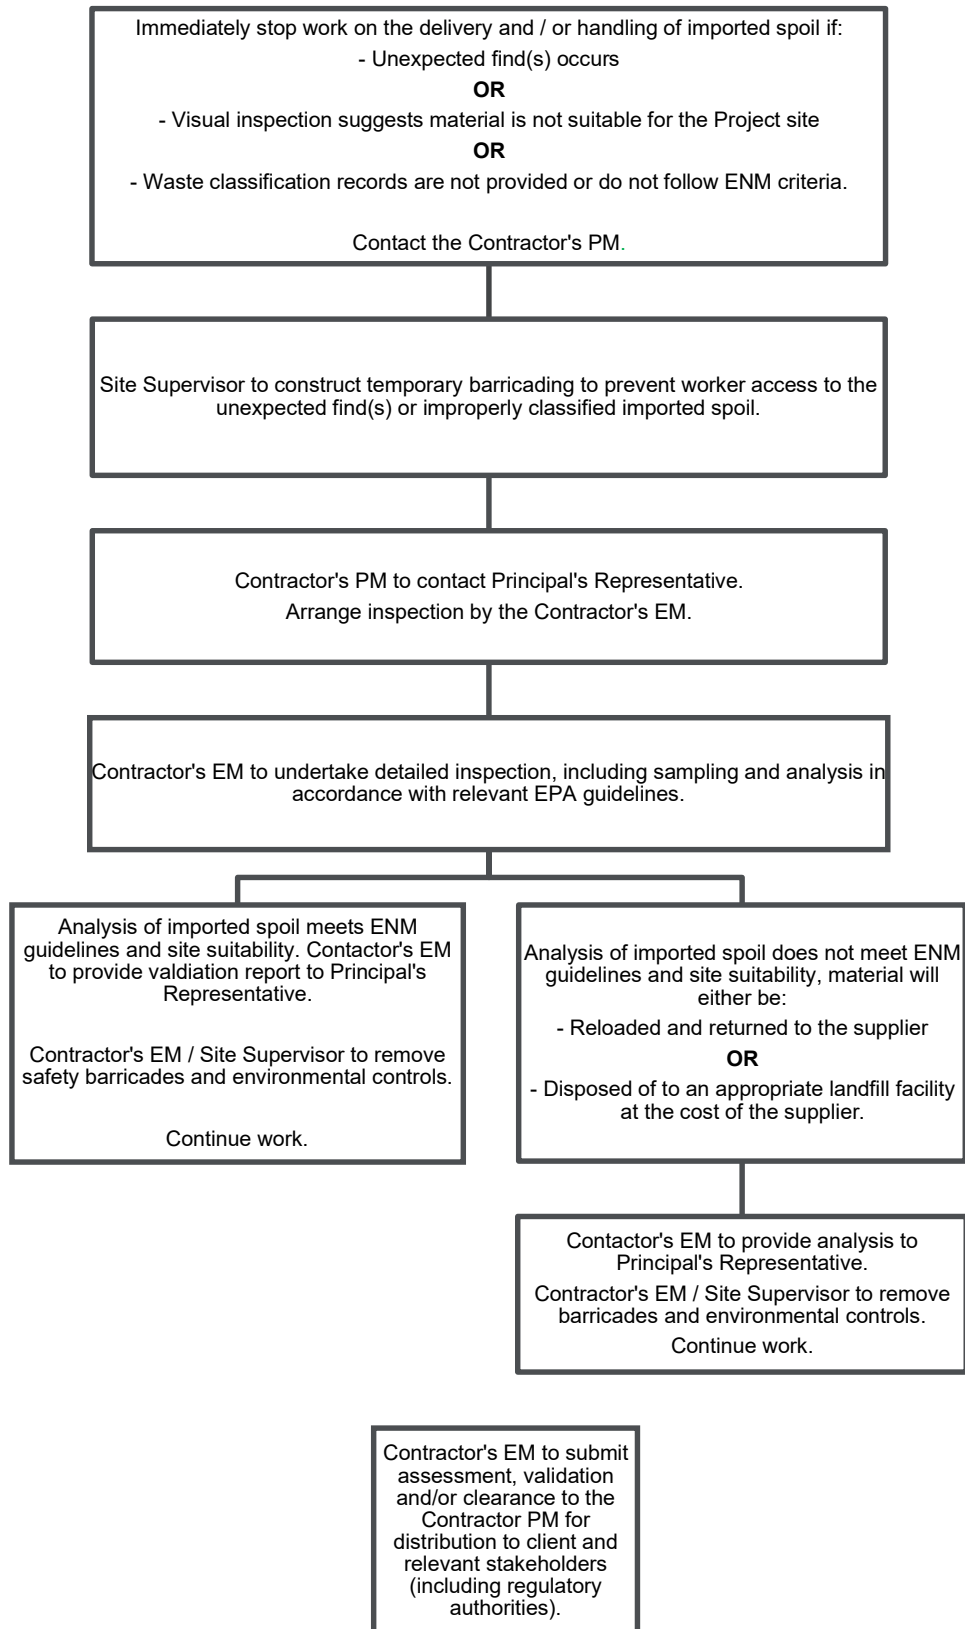 Immediately stop work on the delivery and / or handling of imported spoil if:
- Unexpected find(s) occurs
OR
- Visual inspection suggests material is not suitable for the Project site
OR
- Waste classification records are not provided or do not follow ENM criteria.
Contact the Contractor's PM.
Site Supervisor to construct temporary barricading to prevent worker access to the
unexpected find(s) or improperly classified imported spoil.
Contractor's PM to contact Principal's Representative.
Arrange inspection by the Contractor's EM.
Contractor's EM to undertake detailed inspection, including sampling and analysis in
accordance with relevant EPA guidelines.
Analysis of imported spoil meets ENM
guidelines and site suitability. Contactor's EM
to provide valdiation report to Principal's
Representative.
Contractor's EM / Site Supervisor to remove
safety barricades and environmental controls.
Continue work.
Analysis of imported spoil does not meet ENM
guidelines and site suitability, material will
either be:
- Reloaded and returned to the supplier
OR
- Disposed of to an appropriate landfill facility
at the cost of the supplier.
Contactor's EM to provide analysis to
Principal's Representative.
Contractor's EM / Site Supervisor to remove
barricades and environmental controls.
Continue work.
Contractor's EM to submit
assessment, validation
and/or clearance to the
Contractor PM for
distribution to client and
relevant stakeholders
(including regulatory
authorities).